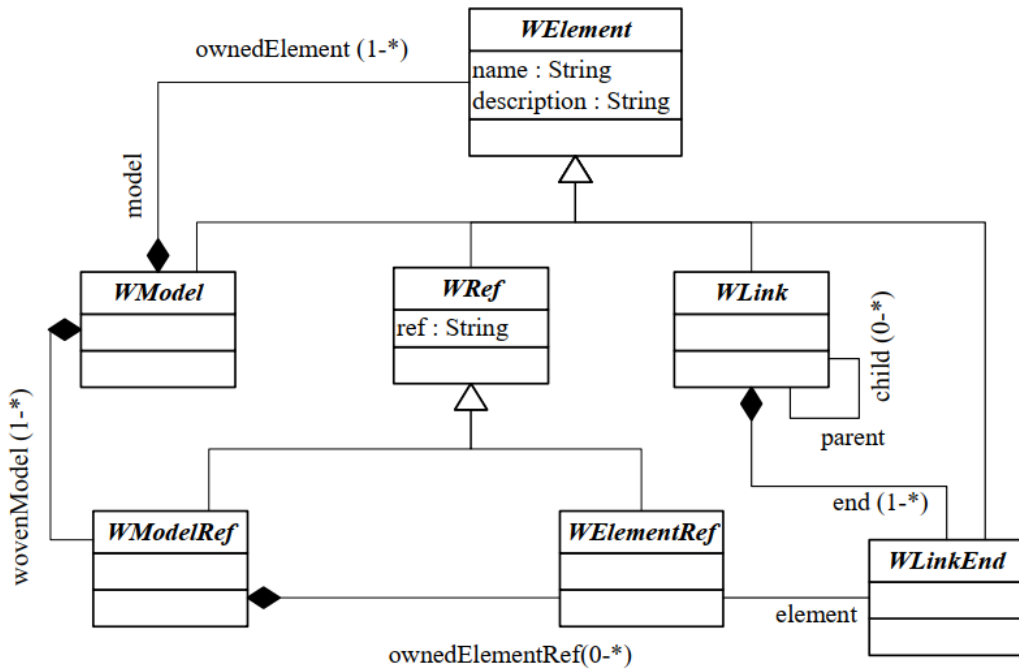 WElement
ownedElement (1-*)
name : String
description : String
model
WModel
WRef
WLink
ref : String
child (0-*)
parent
wovenModel (1-*)
end (1-*)
WModelRef
WElementRef
WLinkEnd
element
ownedElementRef(0-*)